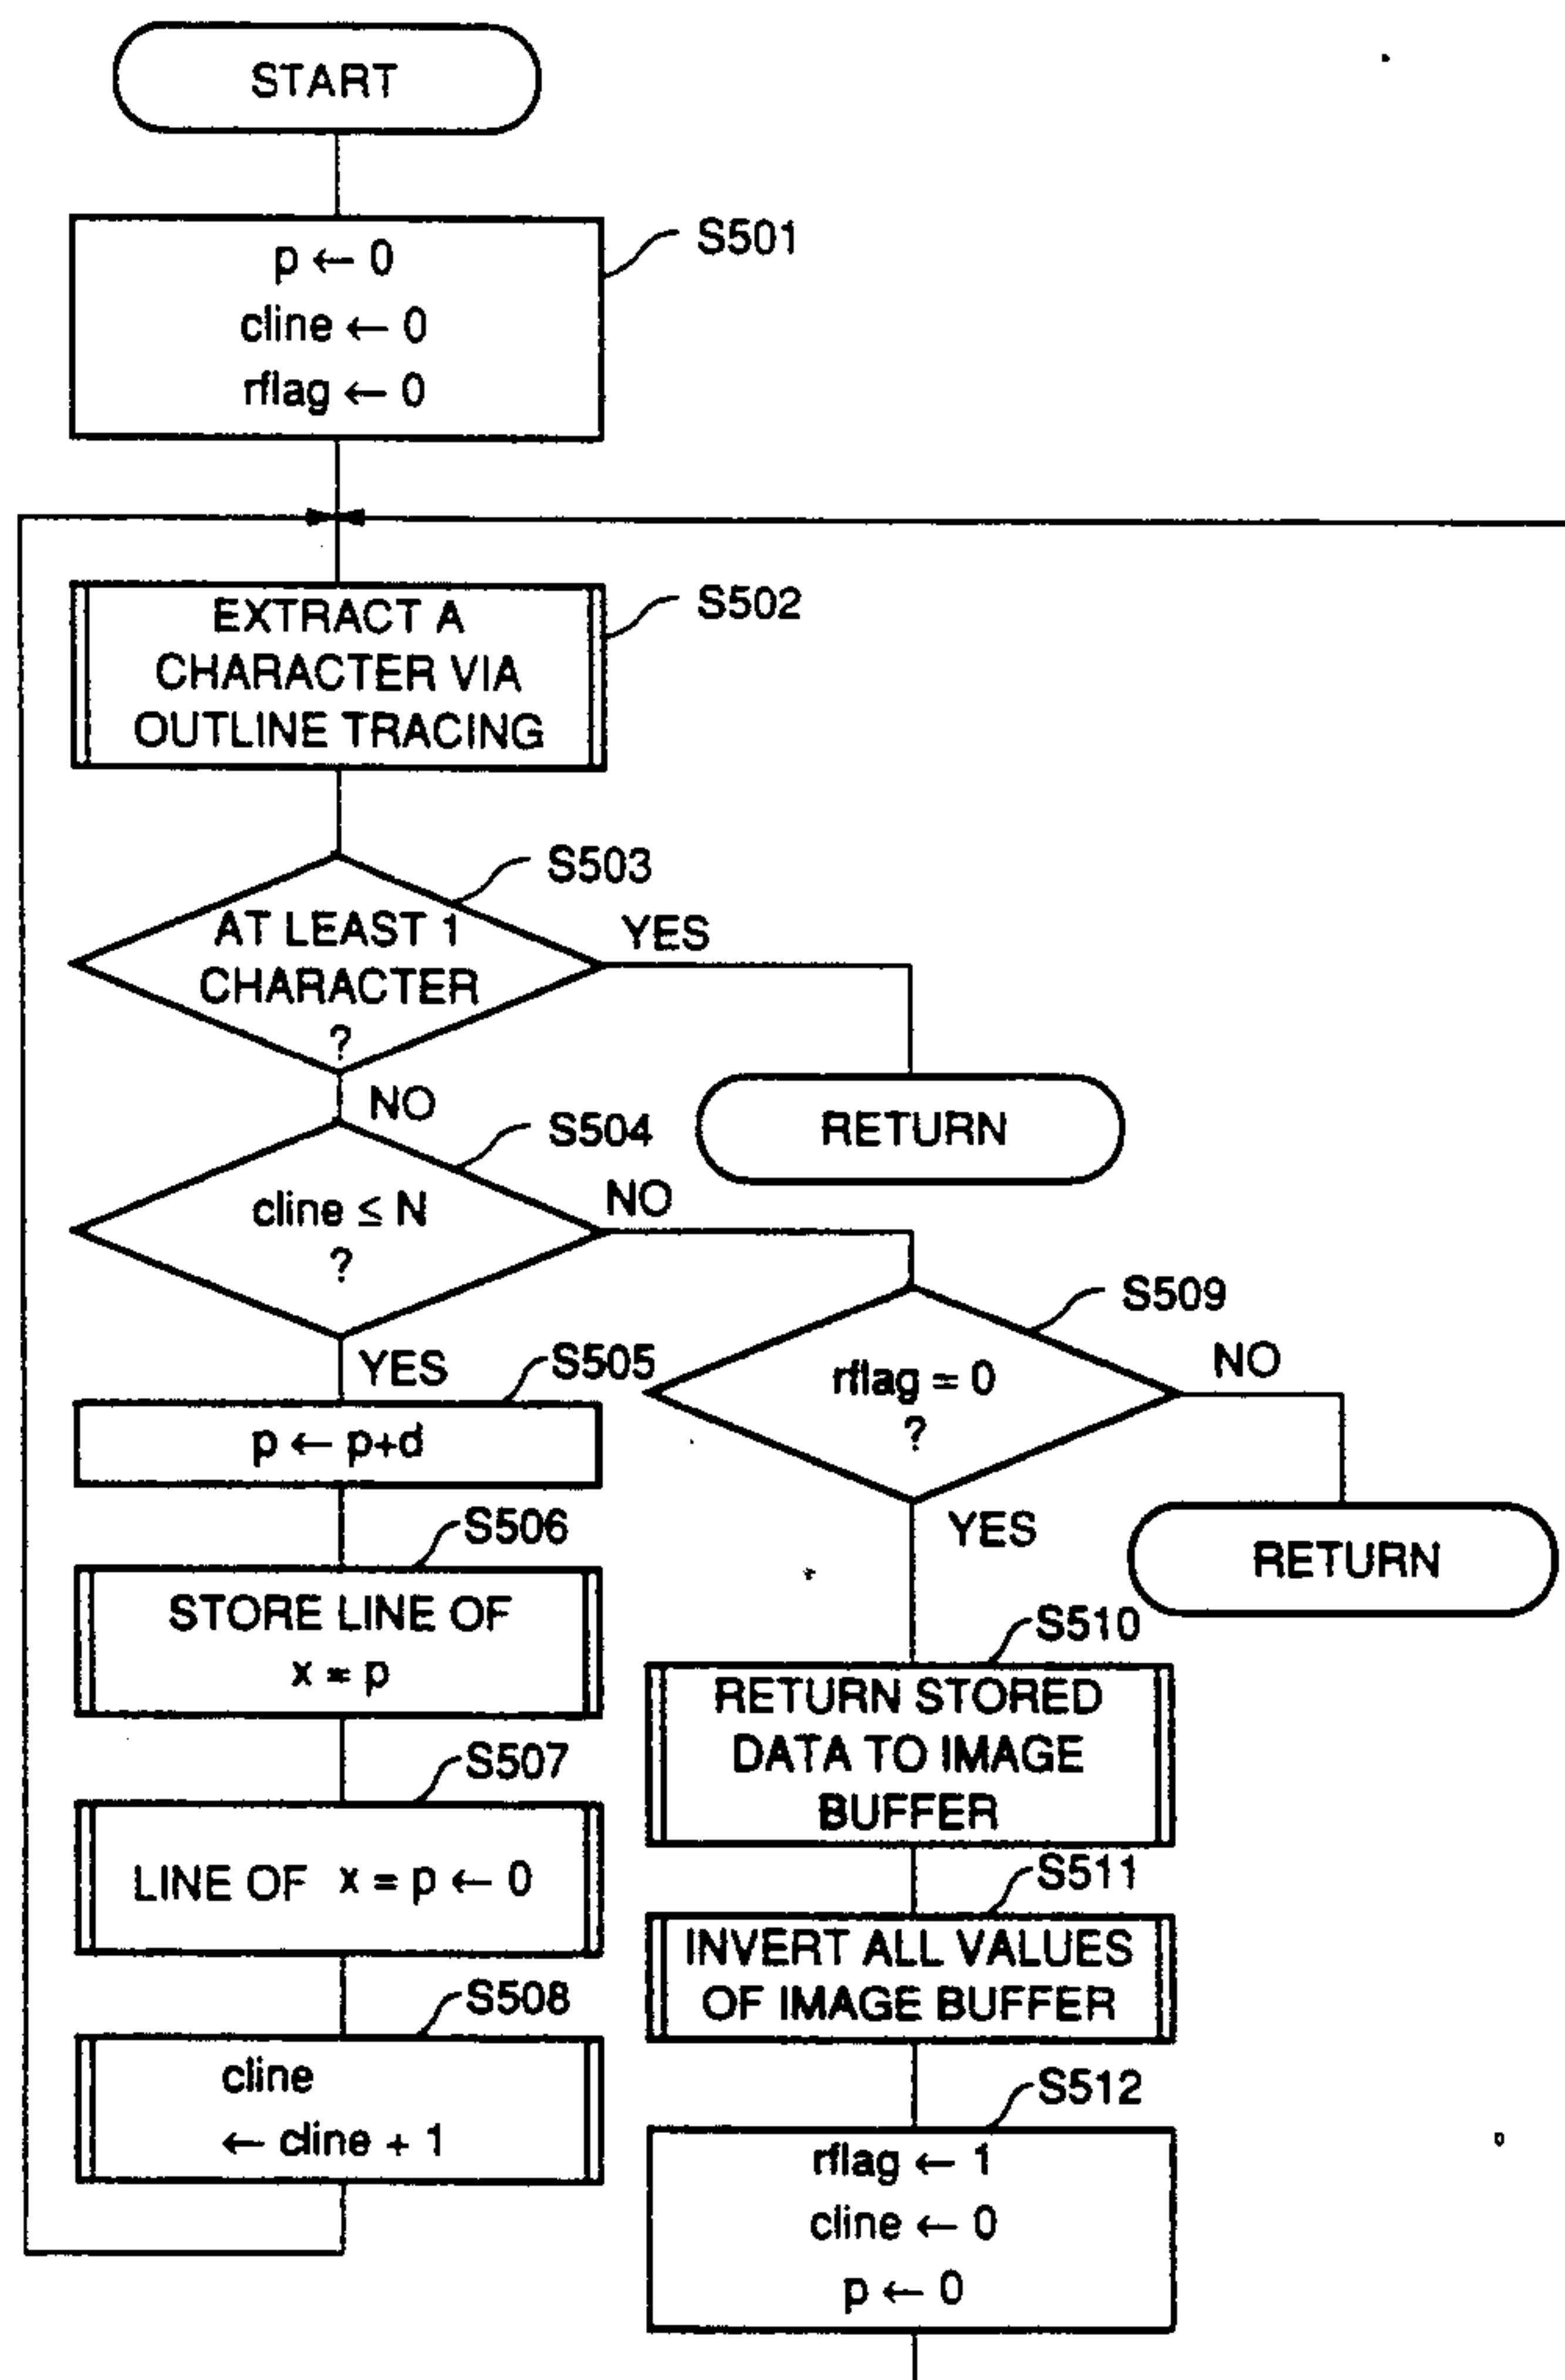 START
S501
p ← 0
cline ← 0
rflag ← 0
S502
EXTRACT A
CHARACTER VIA
OUTLINE TRACING
S503
AT LEAST 1
CHARACTER
?
YES
NO
RETURN
S504
cline ≤ N
?
NO
YES
S505
p ← p+d
S506
STORE LINE OF
x = p
S507
LINE OF x = p ← 0
S508
cline
← cline + 1
S509
rflag = 0
?
NO
RETURN
YES
S510
RETURN STORED
DATA TO IMAGE
BUFFER
S511
INVERT ALL VALUES
OF IMAGE BUFFER
S512
rflag ← 1
cline ← 0
p ← 0